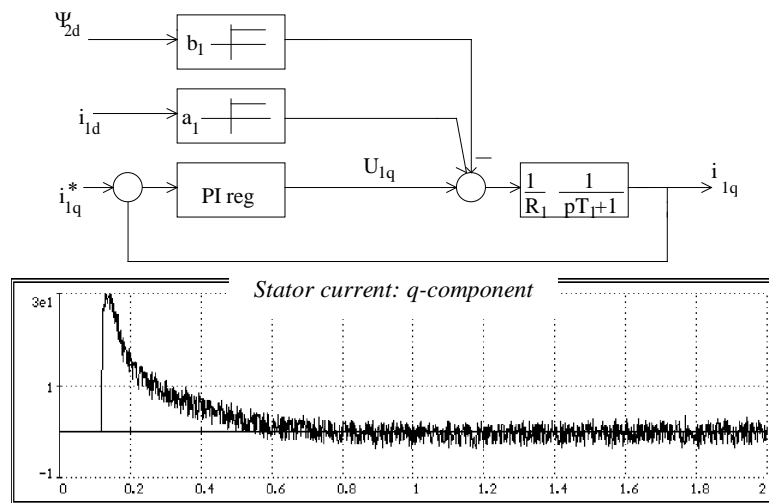 Ψ2d
b1
i1d
a1
i*1q
PI reg
U1q
−
1
R1
1
pT1+1
i 1q
Stator current: q-component
3e1
1
-1
0 0.2 0.4 0.6 0.8 1 1.2 1.4 1.6 1.8 2